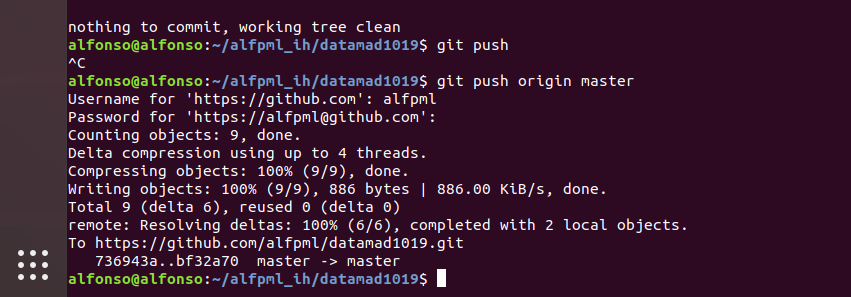 nothing to commit, working tree clean
alfonso@alfonso:~/alfpml_ih/datamad1019$ git push
^C
alfonso@alfonso:~/alfpml_ih/datamad1019$ git push origin master
Username for 'https://github.com': alfpml
Password for 'https://alfpml@github.com':
Counting objects: 9, done.
Delta compression using up to 4 threads.
Compressing objects: 100% (9/9), done.
Writing objects: 100% (9/9), 886 bytes | 886.00 KiB/s, done.
Total 9 (delta 6), reused 0 (delta 0)
remote: Resolving deltas: 100% (6/6), completed with 2 local objects.
To https://github.com/alfpml/datamad1019.git
   736943a..bf32a70  master -> master
alfonso@alfonso:~/alfpml_ih/datamad1019$